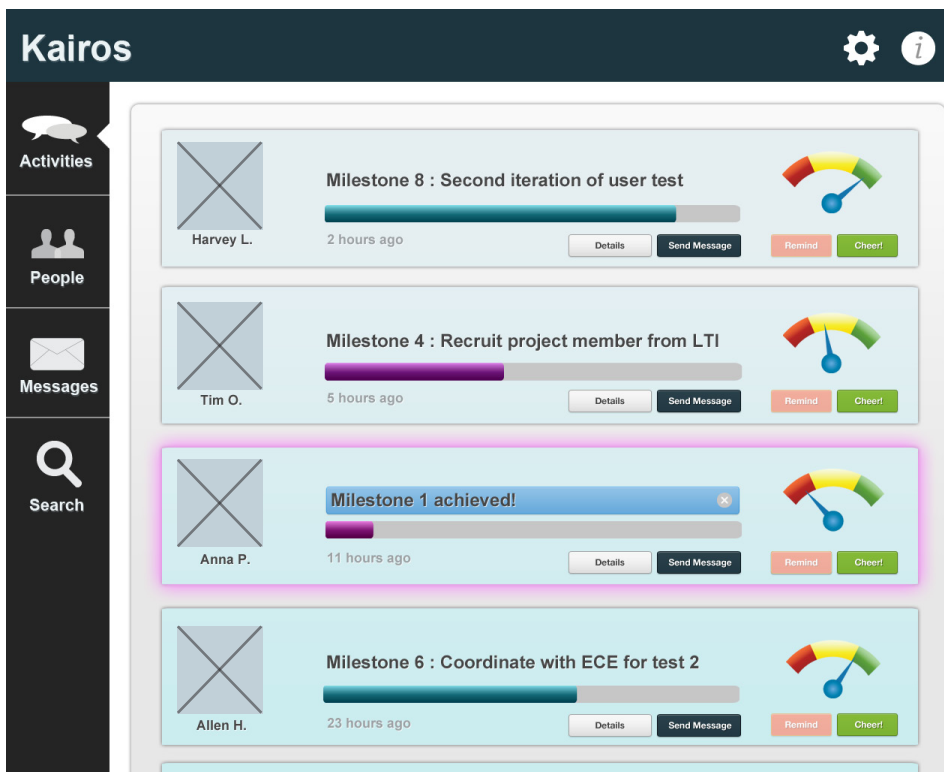 Kairos
i
Activities
People
Messages
Search
Milestone 8 : Second iteration of user test
Harvey L.
2 hours ago
Details
Send Message
Remind
Cheer!
Milestone 4 : Recruit project member from LTI
Tim O.
5 hours ago
Details
Send Message
Remind
Cheer!
Milestone 1 achieved!
Anna P.
11 hours ago
Details
Send Message
Remind
Cheer!
Milestone 6 : Coordinate with ECE for test 2
Allen H.
23 hours ago
Details
Send Message
Remind
Cheer!